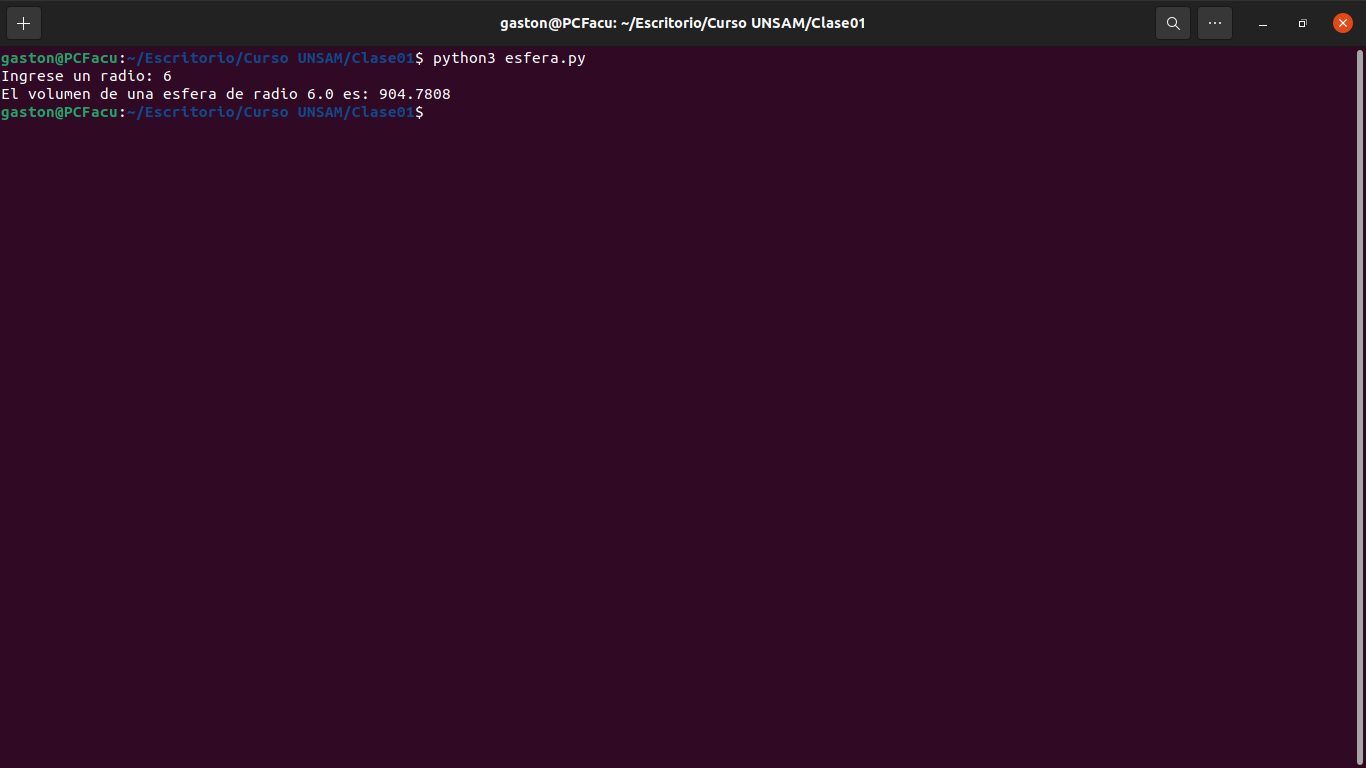 gaston@PCFacu: ~/Escritorio/Curso UNSAM/Clase01
gaston@PCFacu:~/Escritorio/Curso UNSAM/Clase01$ python3 esfera.py
Ingrese un radio: 6
El volumen de una esfera de radio 6.0 es: 904.7808
gaston@PCFacu:~/Escritorio/Curso UNSAM/Clase01$